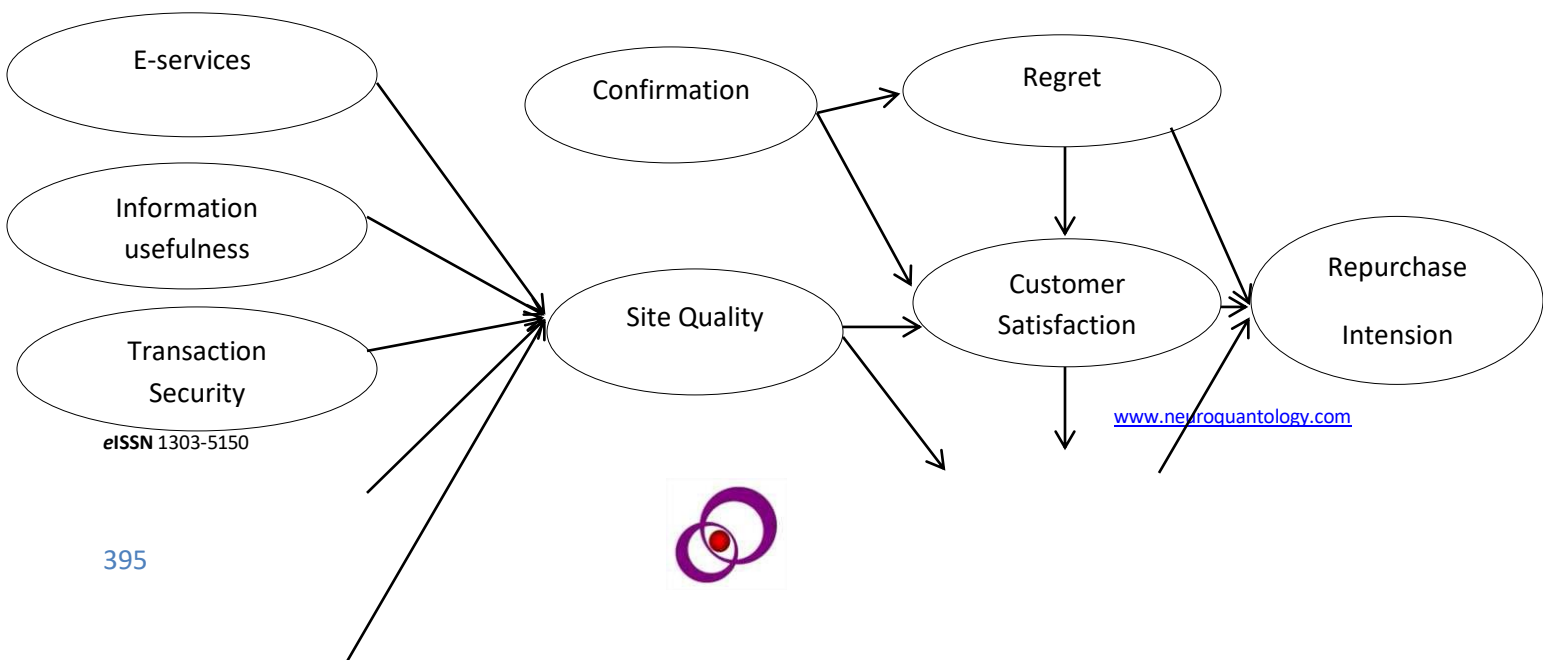 E-services
Information
usefulness
Transaction
Security
Confirmation
Regret
Site Quality
Customer
Satisfaction
Repurchase
Intension
eISSN 1303-5150
www.neuroquantology.com
395